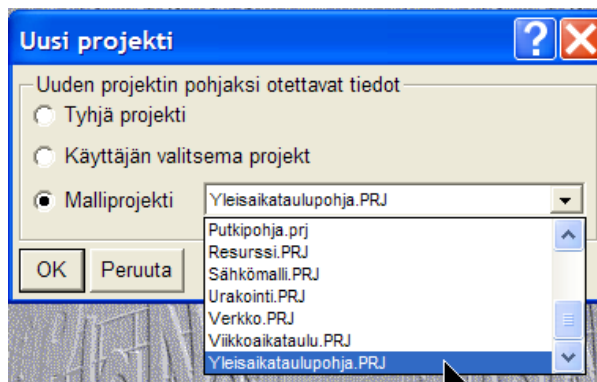 Uusi projekti
Uuden projektin pohjaksi otettavat tiedot
Tyhjä projekti
Käyttäjän valitsema projekt
Malliprojekti
Yleisaikataulupohja.PRJ
Putkipohja.prj
Resurssi.PRJ
Sähkömalli.PRJ
Urakointi.PRJ
Verkko.PRJ
Viikkoaikataulu.PRJ
Yleisaikataulupohja.PRJ
OK
Peruuta